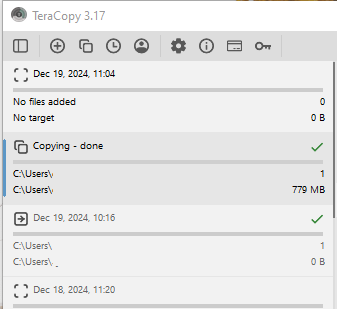 TeraCopy 3.17
Dec 19, 2024, 11:04
No files added 0
No target 0 B
Copying - done
C:\Users\ 1
C:\Users\ 779 MB
Dec 19, 2024, 10:16
C:\Users\ 1
C:\Users\ 0 B
Dec 18, 2024, 11:20